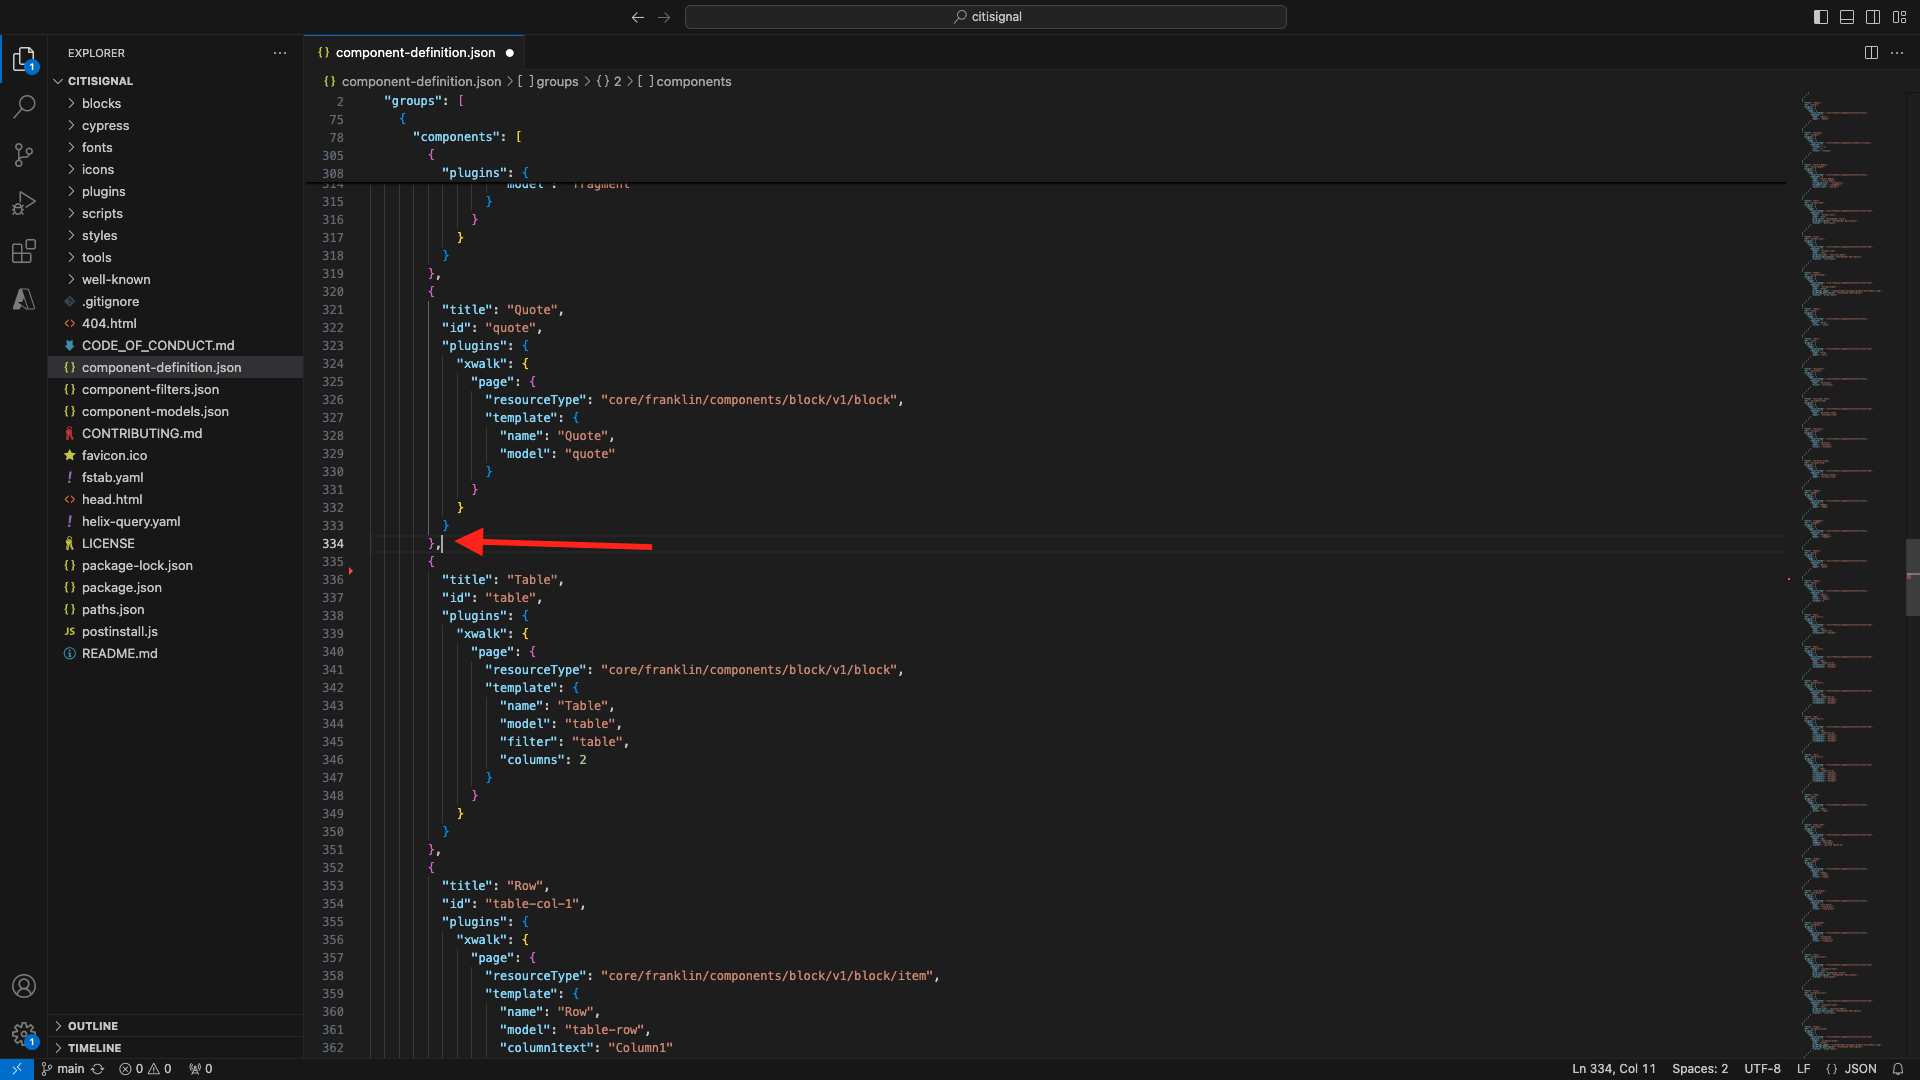 citisignal
EXPLORER
CITISIGNAL
blocks
cypress
fonts
icons
plugins
scripts
styles
tools
well-known
.gitignore
404.html
CODE_OF_CONDUCT.md
component-definition.json
component-filters.json
component-models.json
CONTRIBUTING.md
favicon.ico
fstab.yaml
head.html
helix-query.yaml
LICENSE
package-lock.json
package.json
paths.json
postinstall.js
README.md
OUTLINE
TIMELINE
component-definition.json
component-definition.json > [ ] groups > {} 2 > [ ] components
2 "groups": [
75 {
78 "components": [
305 {
308 "plugins": {
314 "model": "fragment"
315 }
316 }
317 }
318 }
319 },
320 {
321 "title": "Quote",
322 "id": "quote",
323 "plugins": {
324 "xwalk": {
325 "page": {
326 "resourceType": "core/franklin/components/block/v1/block",
327 "template": {
328 "name": "Quote",
329 "model": "quote"
330 }
331 }
332 }
333 }
334 },
335 {
336 "title": "Table",
337 "id": "table",
338 "plugins": {
339 "xwalk": {
340 "page": {
341 "resourceType": "core/franklin/components/block/v1/block",
342 "template": {
343 "name": "Table",
344 "model": "table",
345 "filter": "table",
346 "columns": 2
347 }
348 }
349 }
350 }
351 },
352 {
353 "title": "Row",
354 "id": "table-col-1",
355 "plugins": {
356 "xwalk": {
357 "page": {
358 "resourceType": "core/franklin/components/block/v1/block/item",
359 "template": {
360 "name": "Row",
361 "model": "table-row",
362 "column1text": "Column1"
main 0 0 0 Ln 334, Col 11 Spaces: 2 UTF-8 LF {} JSON